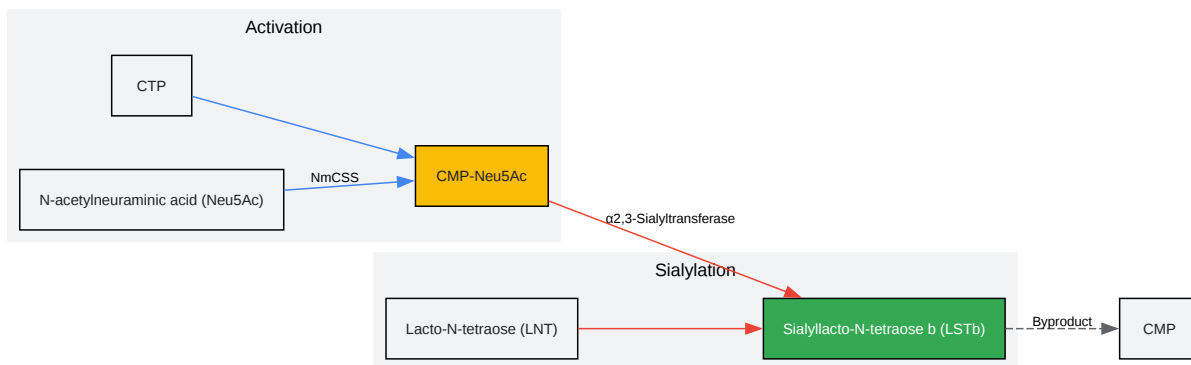 Activation
CTP
N-acetylneuraminic acid (Neu5Ac)
NmCSS
CMP-Neu5Ac
α2,3-Sialyltransferase
Sialylation
Lacto-N-tetraose (LNT)
Sialyllacto-N-tetraose b (LSTb)
Byproduct
CMP